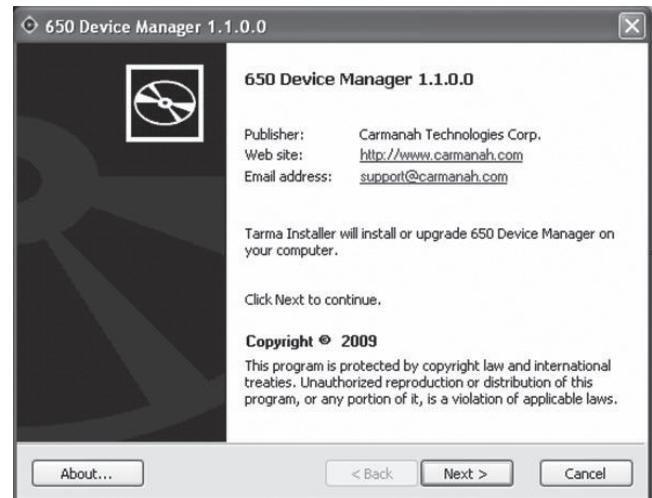 650 Device Manager 1.1.0.0
650 Device Manager 1.1.0.0
Publisher: Carmanah Technologies Corp.
Web site: http://www.carmanah.com
Email address: support@carmanah.com
Tarma Installer will install or upgrade 650 Device Manager on
your computer.
Click Next to continue.
Copyright © 2009
This program is protected by copyright law and international
treaties. Unauthorized reproduction or distribution of this
program, or any portion of it, is a violation of applicable laws.
About... < Back Next > Cancel